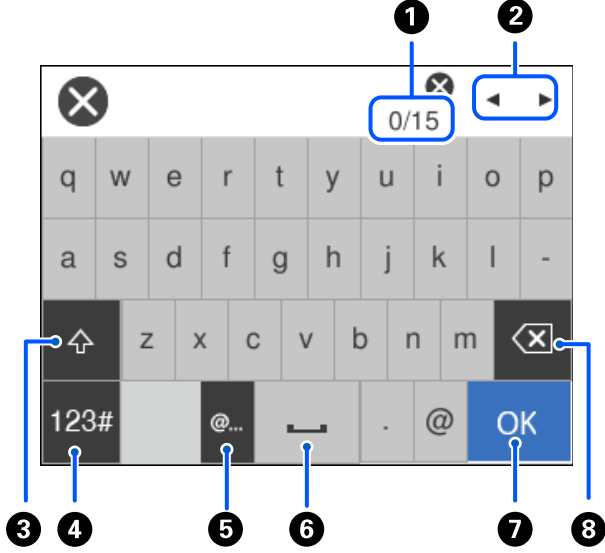 1 2
0/15
q w e r t y u i o p
a s d f g h j k l -
z x c v b n m
123# @... . @ OK
3 4 5 6 7 8